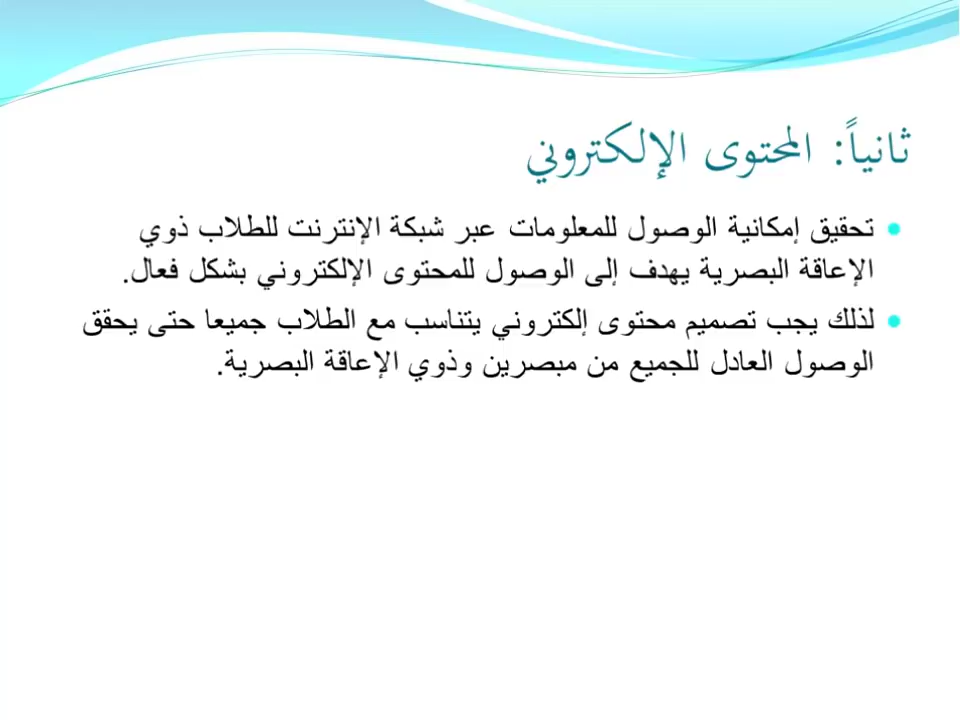 ثانياً: المحتوى الإلكتروني
• تحقيق إمكانية الوصول للمعلومات عبر شبكة الإنترنت للطلاب ذوي
الإعاقة البصرية يهدف إلى الوصول للمحتوى الإلكتروني بشكل فعال.
• لذلك يجب تصميم محتوى إلكتروني يتناسب مع الطلاب جميعا حتى يحقق
الوصول العادل للجميع من مبصرين وذوي الإعاقة البصرية.